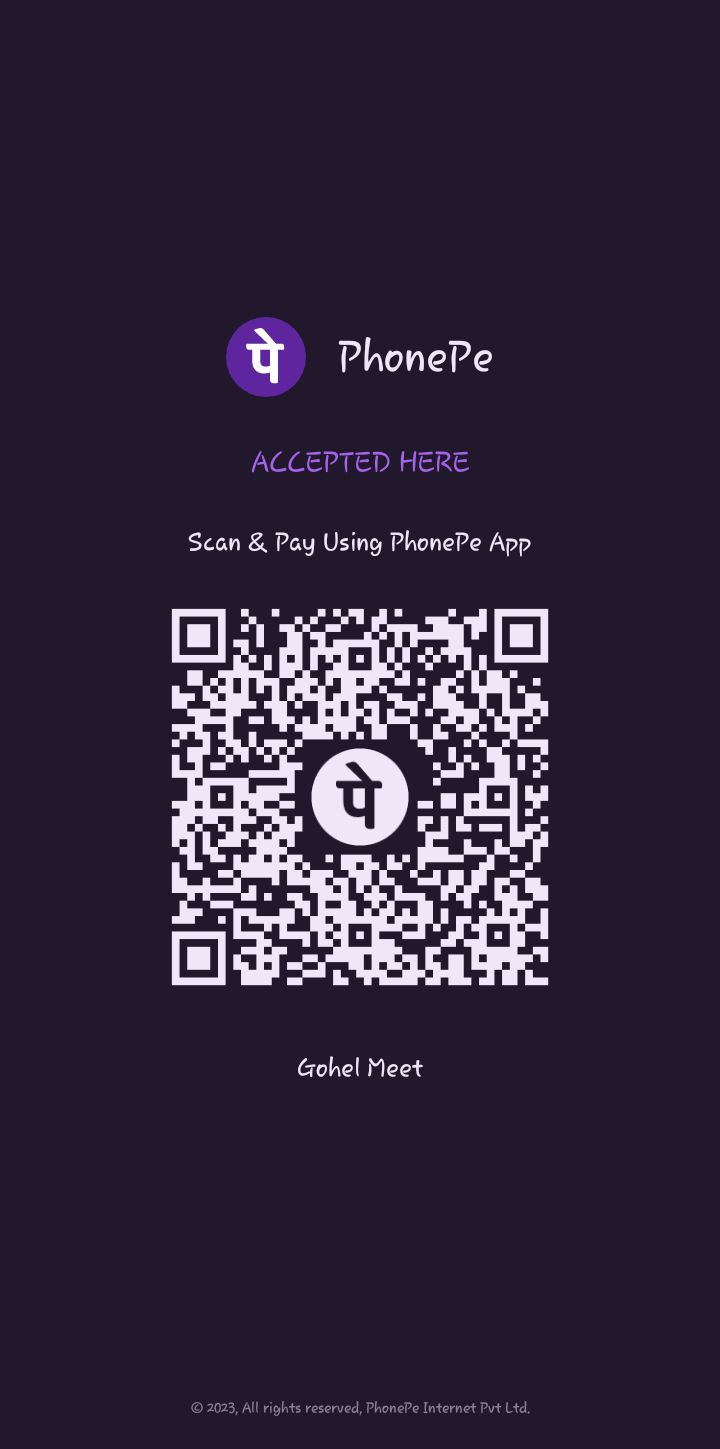 पे PhonePe
ACCEPTED HERE
Scan & Pay Using PhonePe App
पे
Gohel Meet
© 2023, All rights reserved, PhonePe Internet Pvt Ltd.